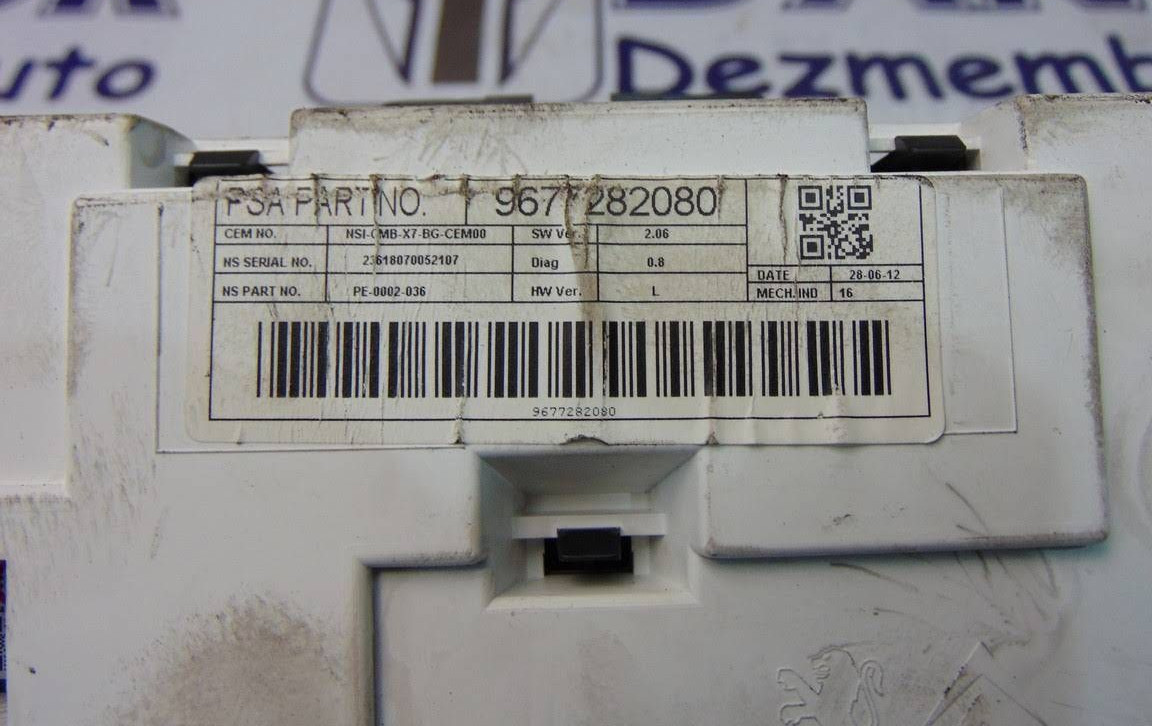 uto
Dezmemb
PSA PART NO. 9677282080
CEM NO. NSI-CMB-X7-BG-CEM00 SW Ver. 2.06
NS SERIAL NO. 23618070052107 Diag 0.8
NS PART NO. PE-0002-036 HW Ver. L
DATE 28-06-12
MECH. IND 16
9677282080